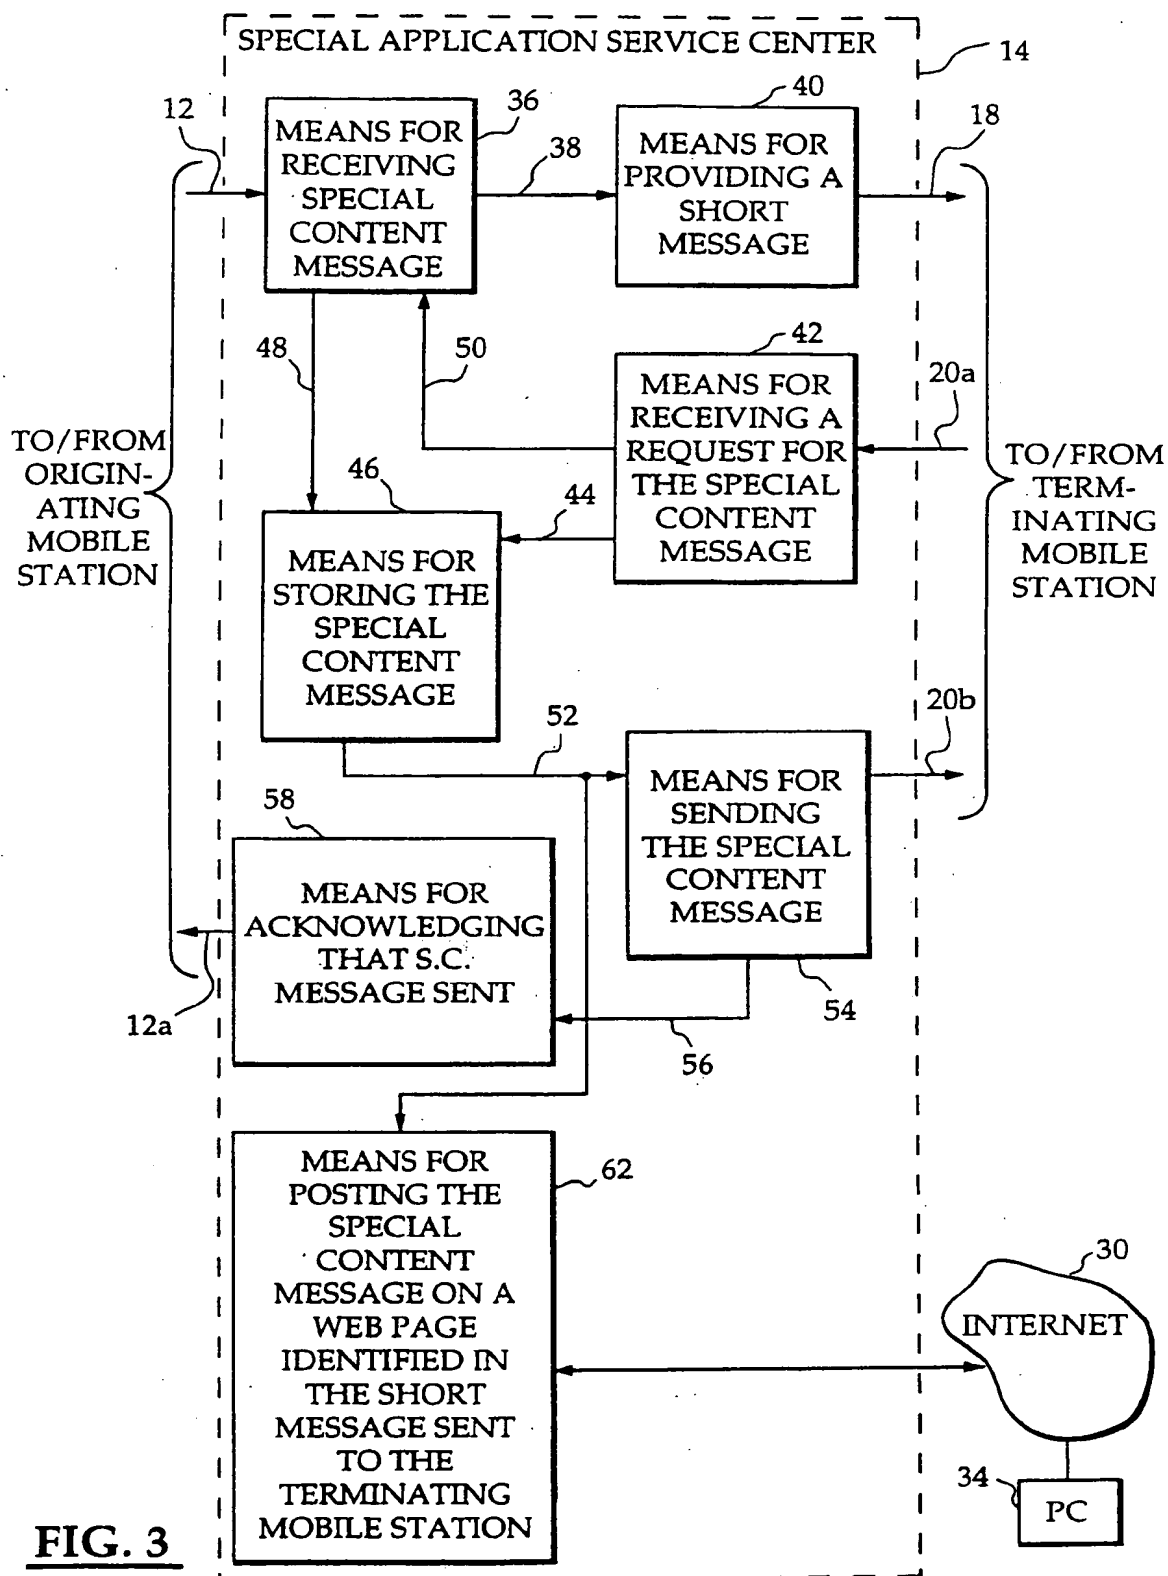 SPECIAL APPLICATION SERVICE CENTER
14
12
MEANS FOR
RECEIVING
SPECIAL
CONTENT
MESSAGE
36
38
40
MEANS FOR
PROVIDING A
SHORT
MESSAGE
18
48
50
42
MEANS FOR
RECEIVING A
REQUEST FOR
THE SPECIAL
CONTENT
MESSAGE
20a
TO/FROM
ORIGIN-
ATING
MOBILE
STATION
TO/FROM
TERM-
INATING
MOBILE
STATION
46
44
MEANS FOR
STORING THE
SPECIAL
CONTENT
MESSAGE
52
20b
MEANS FOR
SENDING
THE SPECIAL
CONTENT
MESSAGE
54
58
MEANS FOR
ACKNOWLEDGING
THAT S.C.
MESSAGE SENT
12a
56
MEANS FOR
POSTING THE
SPECIAL
CONTENT
MESSAGE ON A
WEB PAGE
IDENTIFIED IN
THE SHORT
MESSAGE SENT
TO THE
TERMINATING
MOBILE STATION
62
30
INTERNET
34
PC
FIG. 3